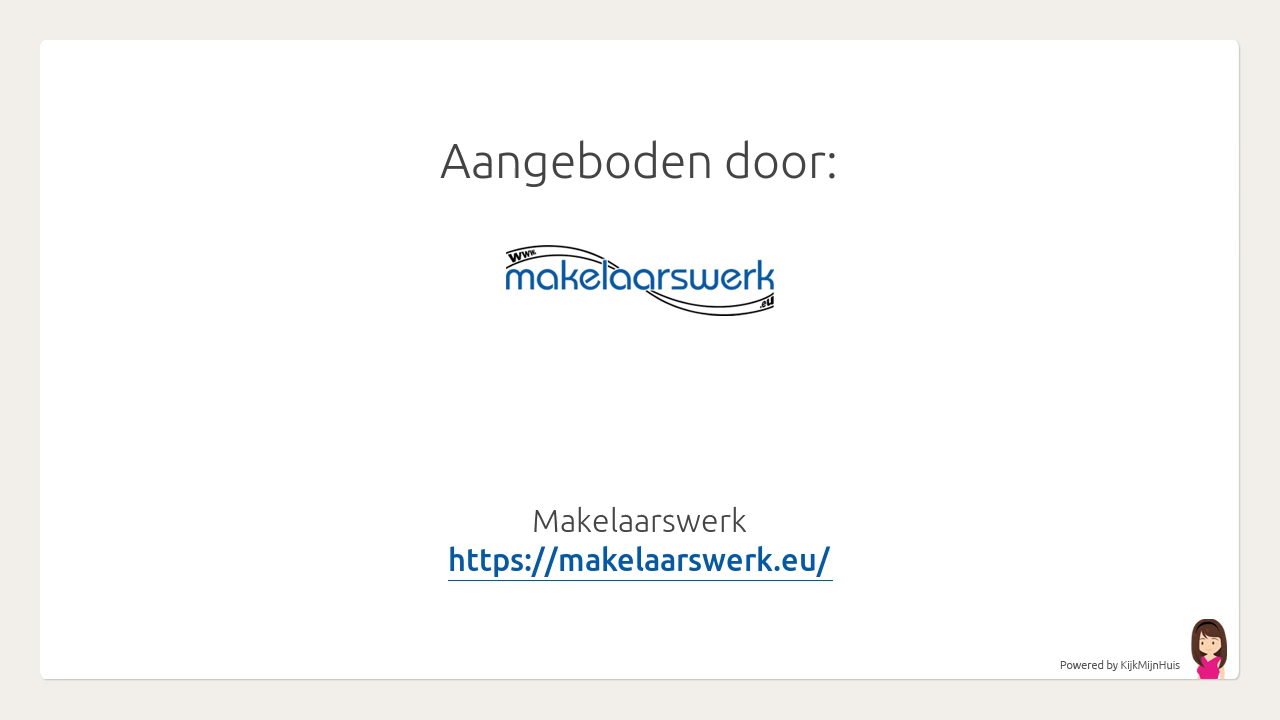 Aangeboden door:
www.
makelaarswerk
.eu
Makelaarswerk
https://makelaarswerk.eu/
Powered by KijkMijnHuis